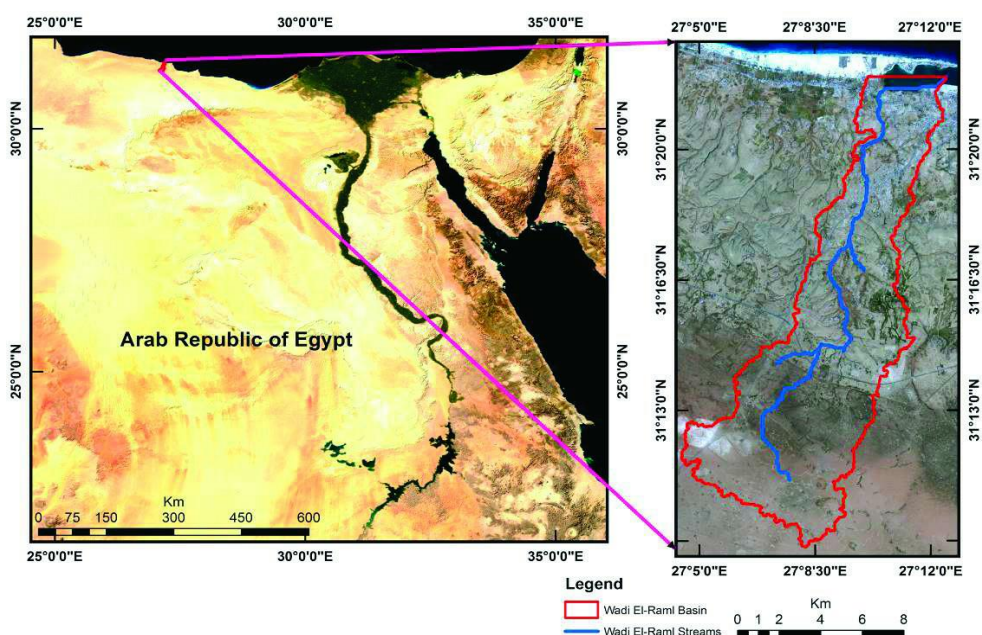 25°0'0"E 30°0'0"E 35°0'0"E
30°0'0"N
25°0'0"N
30°0'0"N
25°0'0"N
Arab Republic of Egypt
Km
0 75 150 300 450 600
25°0'0"E 30°0'0"E 35°0'0"E
27°5'0"E 27°8'30"E 27°12'0"E
31°20'0"N
31°16'30"N
31°13'0"N
31°20'0"N
31°16'30"N
31°13'0"N
27°5'0"E 27°8'30"E 27°12'0"E
Legend
Wadi El-Raml Basin
Wadi El-Raml Streams
Km
0 1 2 4 6 8